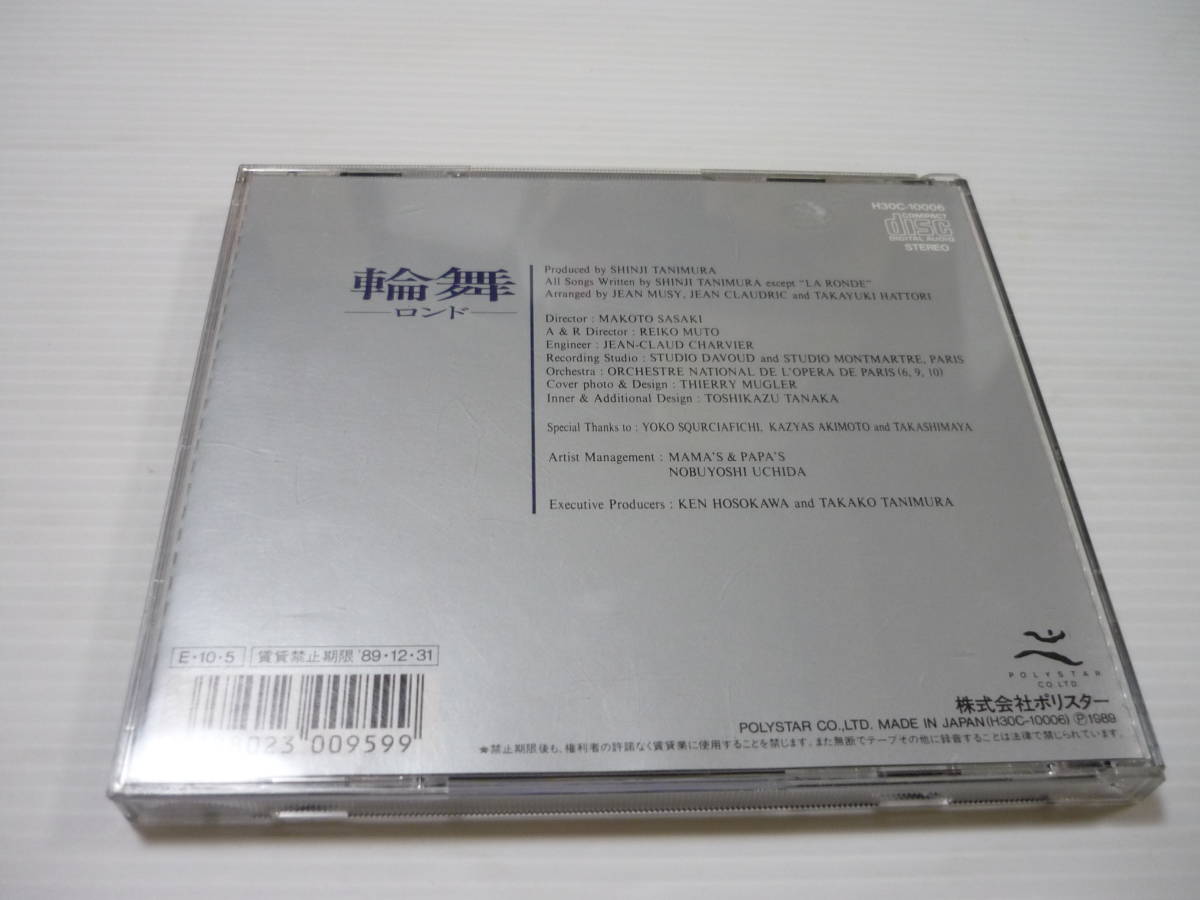 H30C-10006
COMPACT
disc
DIGITAL AUDIO
STEREO
輪舞
ロンド
Produced by SHINJI TANIMURA
All Songs Written by SHINJI TANIMURA except "LA RONDE"
Arranged by JEAN MUSY, JEAN CLAUDRIC and TAKAYUKI HATTORI
Director : MAKOTO SASAKI
A & R Director : REIKO MUTO
Engineer : JEAN-CLAUD CHARVIER
Recording Studio : STUDIO DAVOUD and STUDIO MONTMARTRE, PARIS
Orchestra : ORCHESTRE NATIONAL DE L'OPERA DE PARIS (6, 9, 10)
Cover photo & Design : THIERRY MUGLER
Inner & Additional Design : TOSHIKAZU TANAKA
Special Thanks to : YOKO SQURCIAFICHI, KAZYAS AKIMOTO and TAKASHIMAYA
Artist Management : MAMA'S & PAPA'S
NOBUYOSHI UCHIDA
Executive Producers : KEN HOSOKAWA and TAKAKO TANIMURA
E・10・5 賃貸禁止期限 '89・12・31
023 009599
POLYSTAR
CO.LTD.
株式会社ポリスター
POLYSTAR CO.,LTD. MADE IN JAPAN (H30C-10006) Ⓟ1989
★禁止期限後も、権利者の許諾なく賃貸業に使用することを禁じます。また無断でテープその他に録音することは法律で禁じられています。